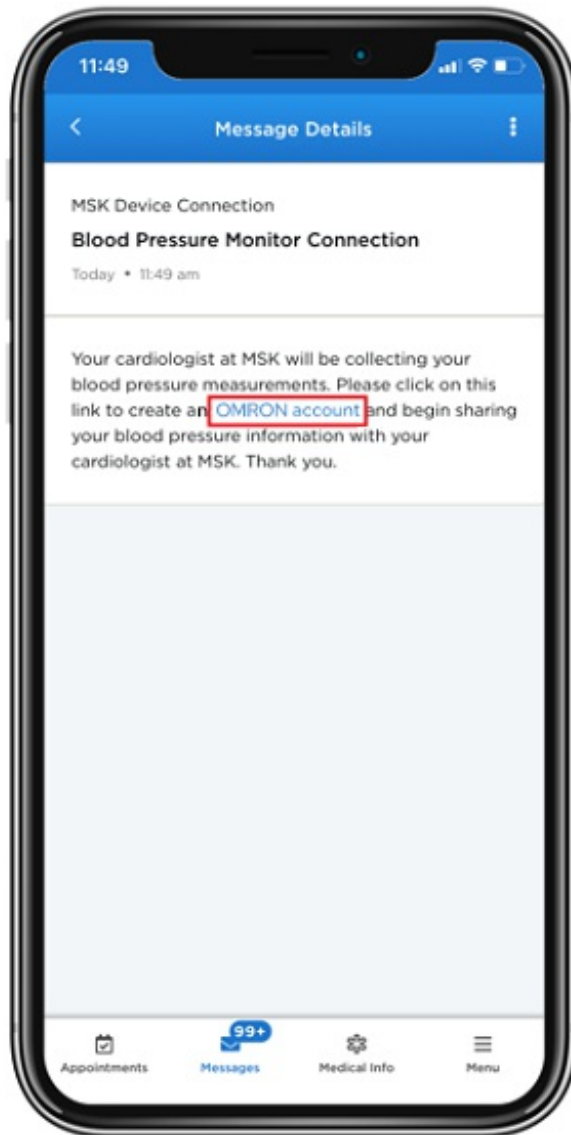 11:49
Message Details
MSK Device Connection
Blood Pressure Monitor Connection
Today • 11:49 am
Your cardiologist at MSK will be collecting your
blood pressure measurements. Please click on this
link to create an OMRON account and begin sharing
your blood pressure information with your
cardiologist at MSK. Thank you.
99+
Appointments Messages Medical Info Menu